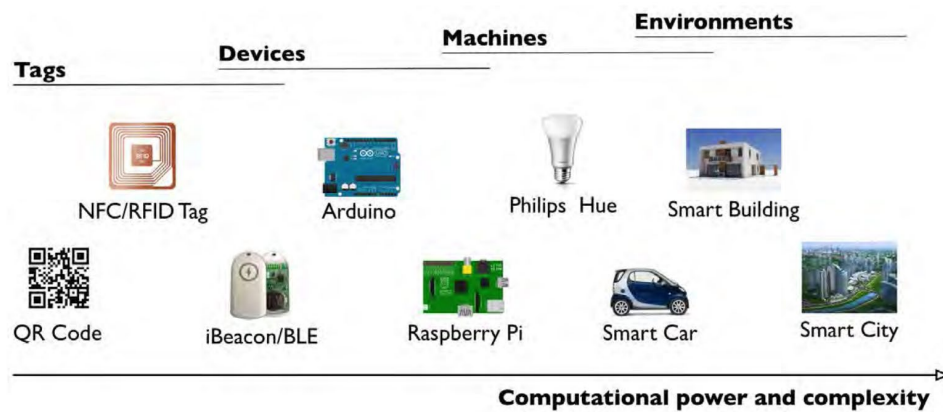 Tags
Devices
Machines
Environments
NFC/RFID Tag
Arduino
Philips Hue
Smart Building
QR Code
iBeacon/BLE
Raspberry Pi
Smart Car
Smart City
Computational power and complexity